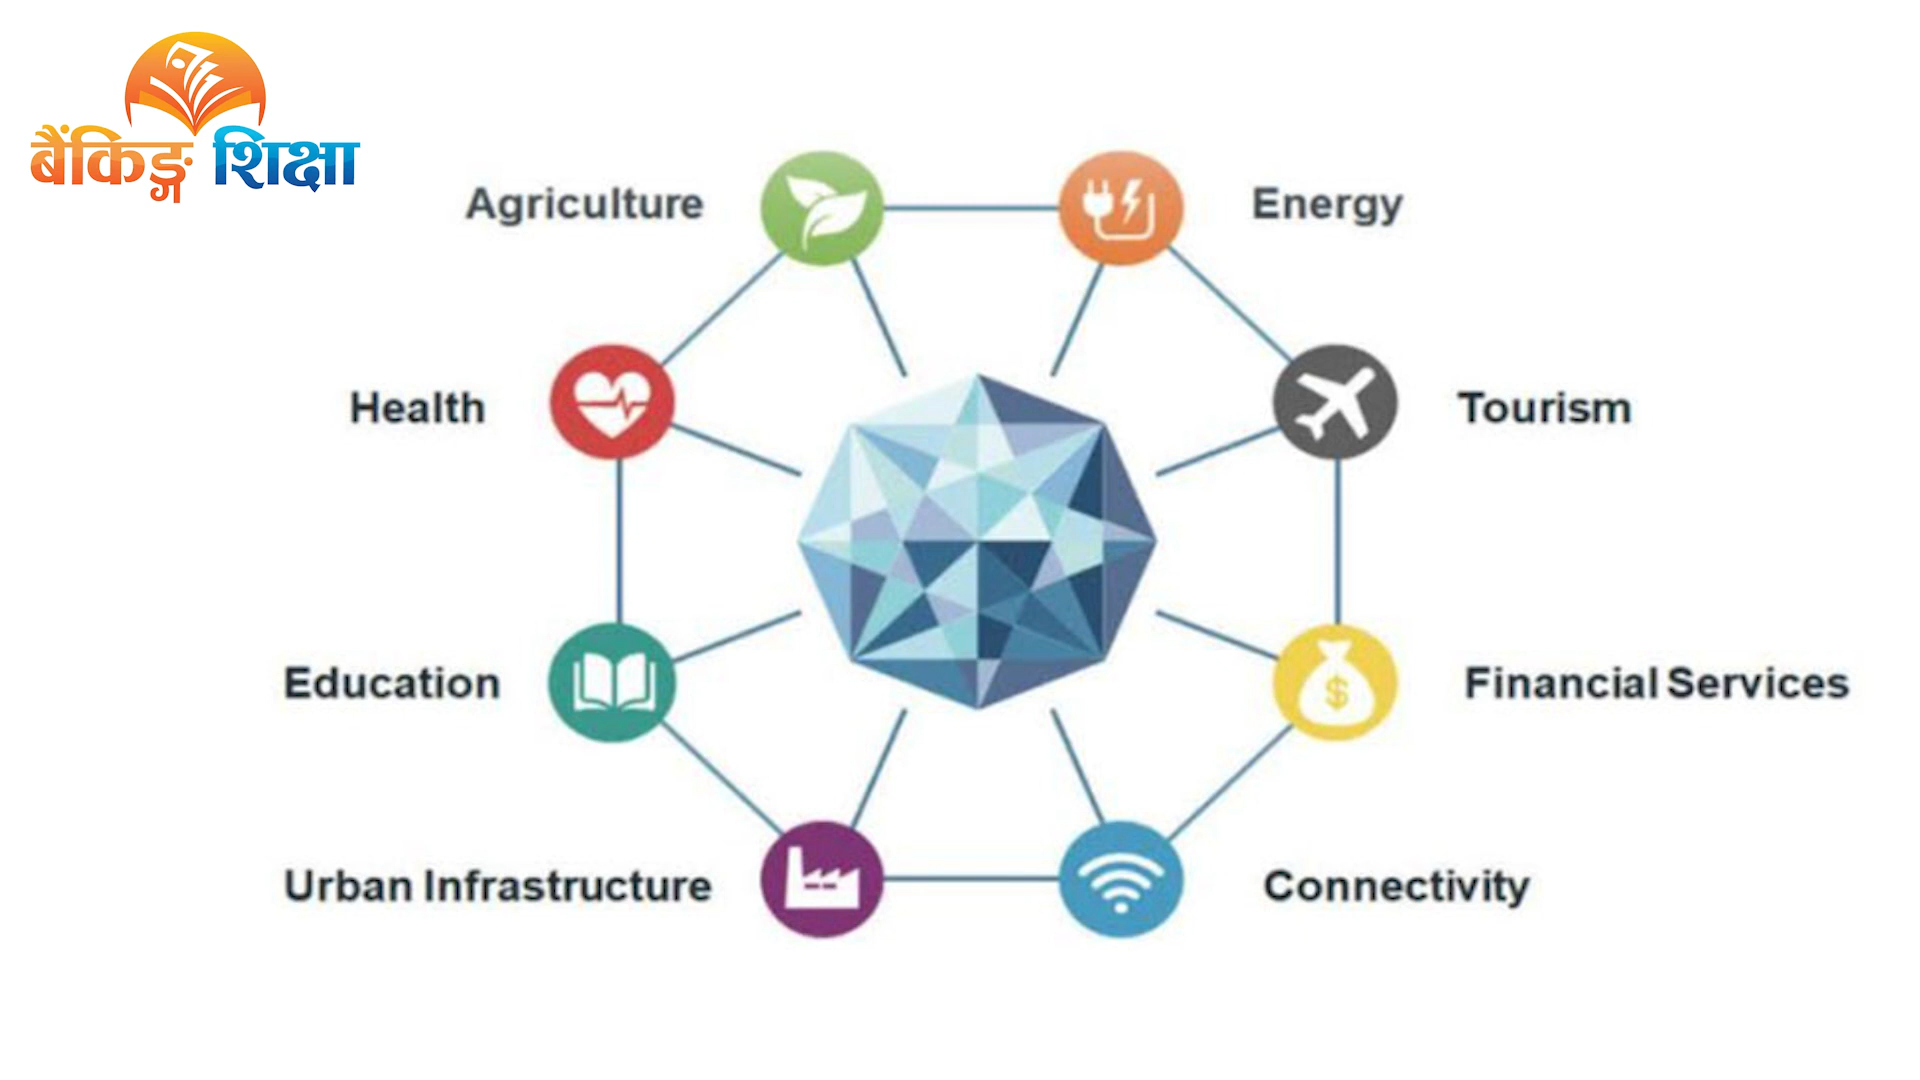 बैंकिङ्ग शिक्षा
Agriculture
Energy
Health
Tourism
Education
$
Financial Services
Urban Infrastructure
Connectivity